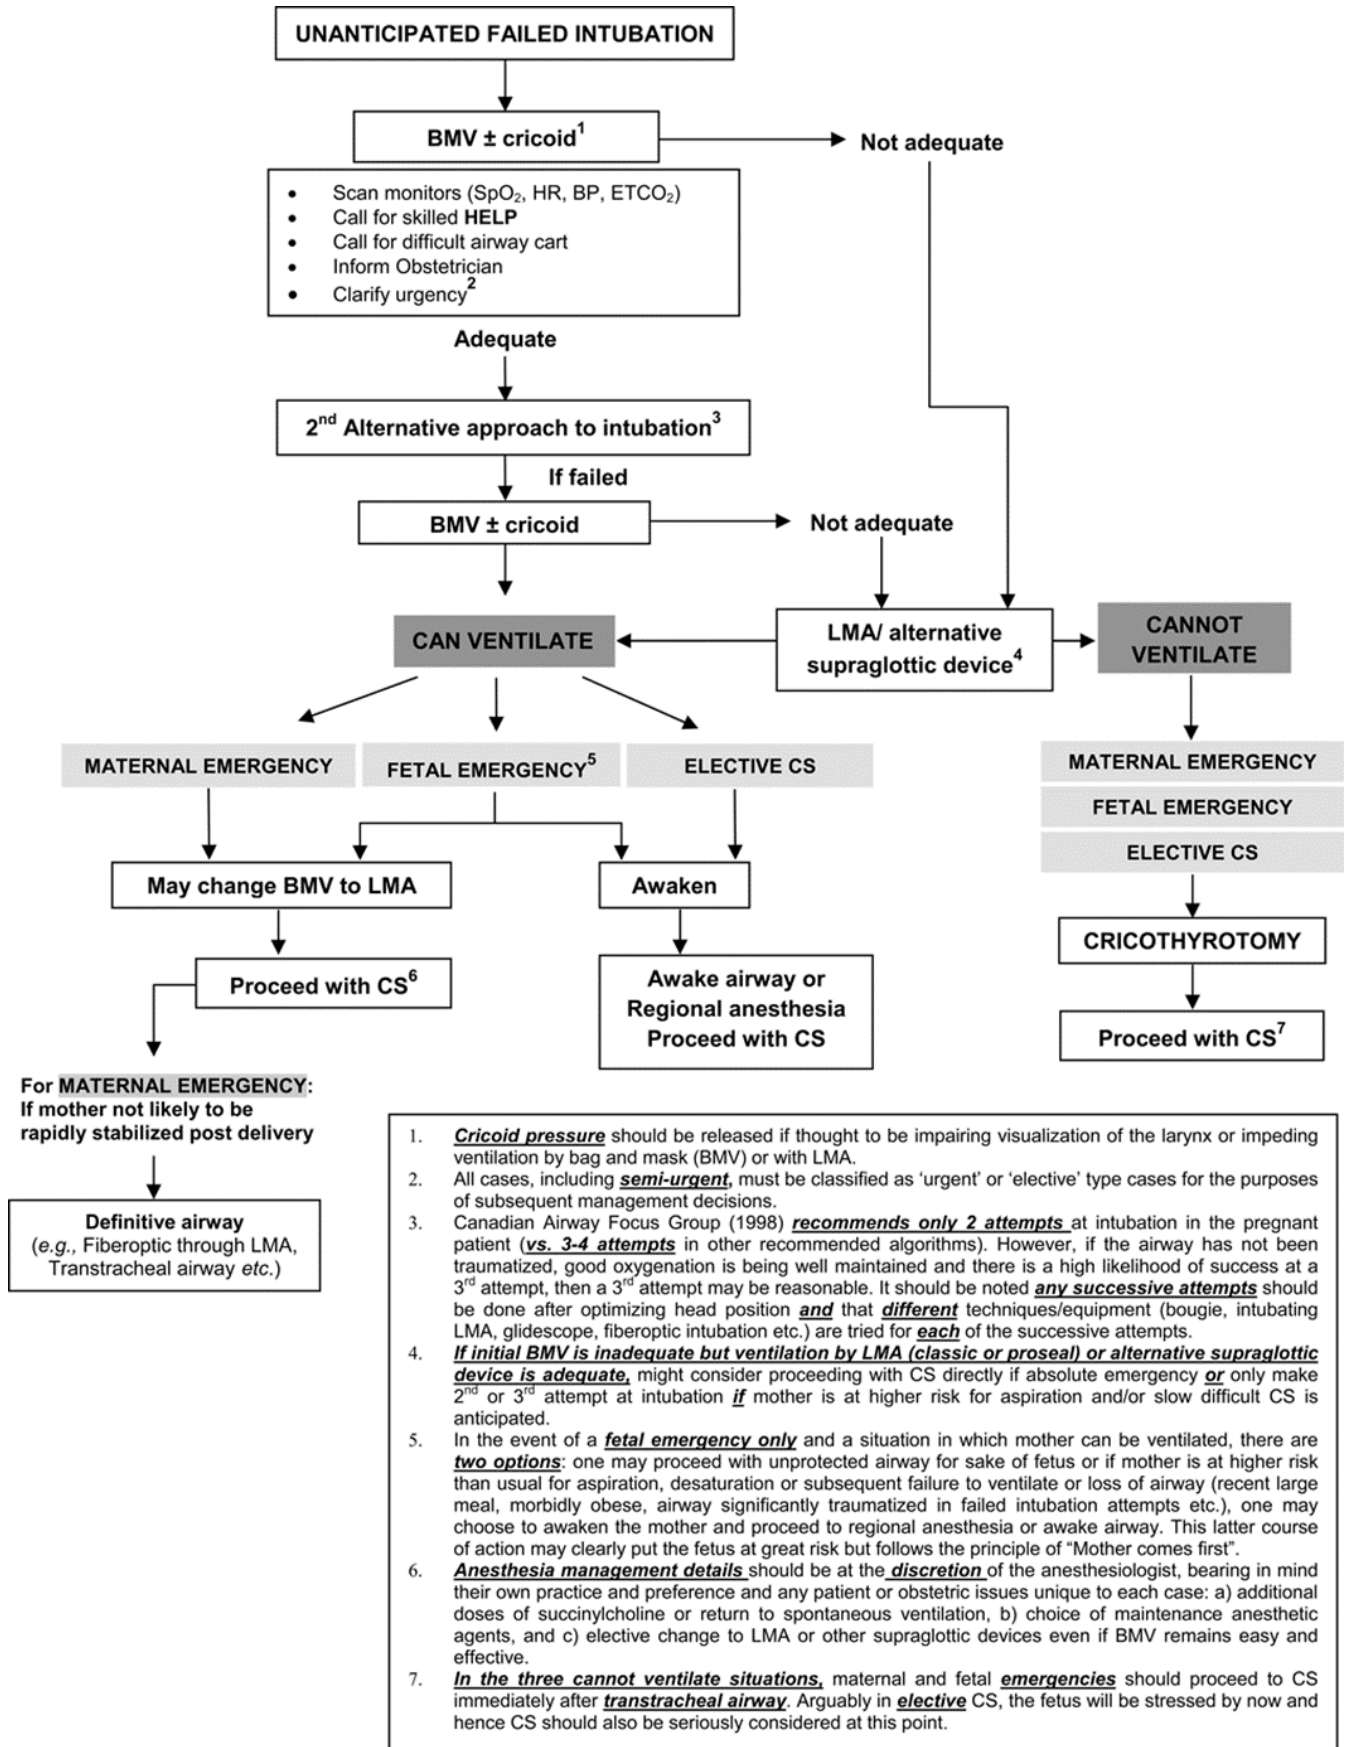 UNANTICIPATED FAILED INTUBATION
BMV ± cricoid1
Not adequate
• Scan monitors (SpO2, HR, BP, ETCO2)
• Call for skilled HELP
• Call for difficult airway cart
• Inform Obstetrician
• Clarify urgency2
Adequate
2nd Alternative approach to intubation3
If failed
BMV ± cricoid
Not adequate
CAN VENTILATE
LMA/ alternative
supraglottic device4
CANNOT
VENTILATE
MATERNAL EMERGENCY
FETAL EMERGENCY5
ELECTIVE CS
MATERNAL EMERGENCY
FETAL EMERGENCY
ELECTIVE CS
May change BMV to LMA
Awaken
CRICOTHYROTOMY
Proceed with CS6
Awake airway or
Regional anesthesia
Proceed with CS
Proceed with CS7
For MATERNAL EMERGENCY:
If mother not likely to be
rapidly stabilized post delivery
Definitive airway
(e.g., Fiberoptic through LMA,
Transtracheal airway etc.)
1. Cricoid pressure should be released if thought to be impairing visualization of the larynx or impeding
ventilation by bag and mask (BMV) or with LMA.
2. All cases, including semi-urgent, must be classified as ‘urgent’ or ‘elective’ type cases for the purposes
of subsequent management decisions.
3. Canadian Airway Focus Group (1998) recommends only 2 attempts at intubation in the pregnant
patient (vs. 3-4 attempts in other recommended algorithms). However, if the airway has not been
traumatized, good oxygenation is being well maintained and there is a high likelihood of success at a
3rd attempt, then a 3rd attempt may be reasonable. It should be noted any successive attempts should
be done after optimizing head position and that different techniques/equipment (bougie, intubating
LMA, glidescope, fiberoptic intubation etc.) are tried for each of the successive attempts.
4. If initial BMV is inadequate but ventilation by LMA (classic or proseal) or alternative supraglottic
device is adequate, might consider proceeding with CS directly if absolute emergency or only make
2nd or 3rd attempt at intubation if mother is at higher risk for aspiration and/or slow difficult CS is
anticipated.
5. In the event of a fetal emergency only and a situation in which mother can be ventilated, there are
two options: one may proceed with unprotected airway for sake of fetus or if mother is at higher risk
than usual for aspiration, desaturation or subsequent failure to ventilate or loss of airway (recent large
meal, morbidly obese, airway significantly traumatized in failed intubation attempts etc.), one may
choose to awaken the mother and proceed to regional anesthesia or awake airway. This latter course
of action may clearly put the fetus at great risk but follows the principle of “Mother comes first”.
6. Anesthesia management details should be at the discretion of the anesthesiologist, bearing in mind
their own practice and preference and any patient or obstetric issues unique to each case: a) additional
doses of succinylcholine or return to spontaneous ventilation, b) choice of maintenance anesthetic
agents, and c) elective change to LMA or other supraglottic devices even if BMV remains easy and
effective.
7. In the three cannot ventilate situations, maternal and fetal emergencies should proceed to CS
immediately after transtracheal airway. Arguably in elective CS, the fetus will be stressed by now and
hence CS should also be seriously considered at this point.